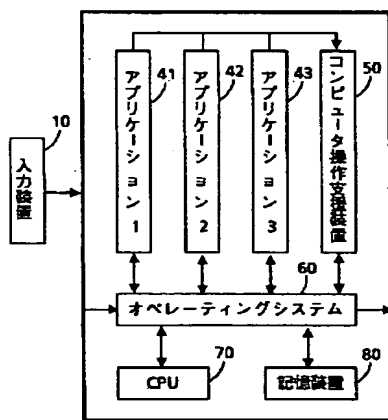 10
入力装置
41
アプリケーション1
42
アプリケーション2
43
アプリケーション3
50
コンピュータ操作支援装置
60
オペレーティングシステム
70
CPU
80
記憶装置